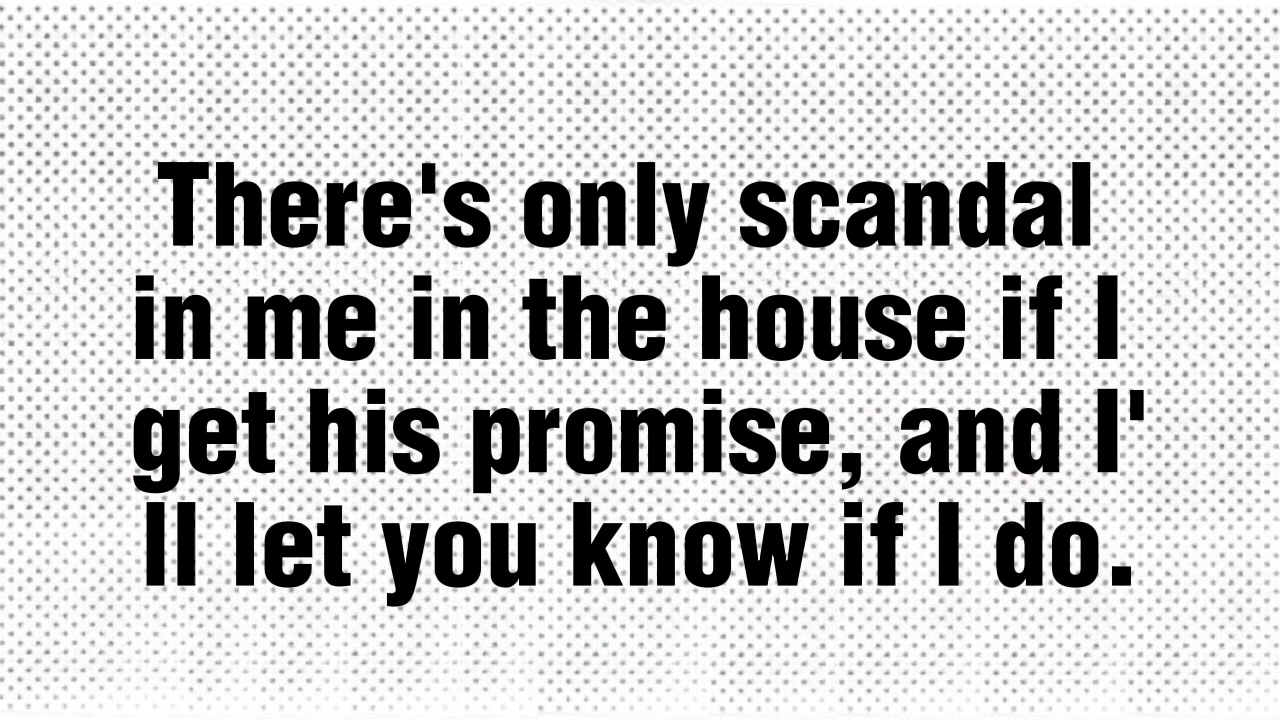 There's only scandal
in me in the house if I
get his promise, and I'
ll let you know if I do.